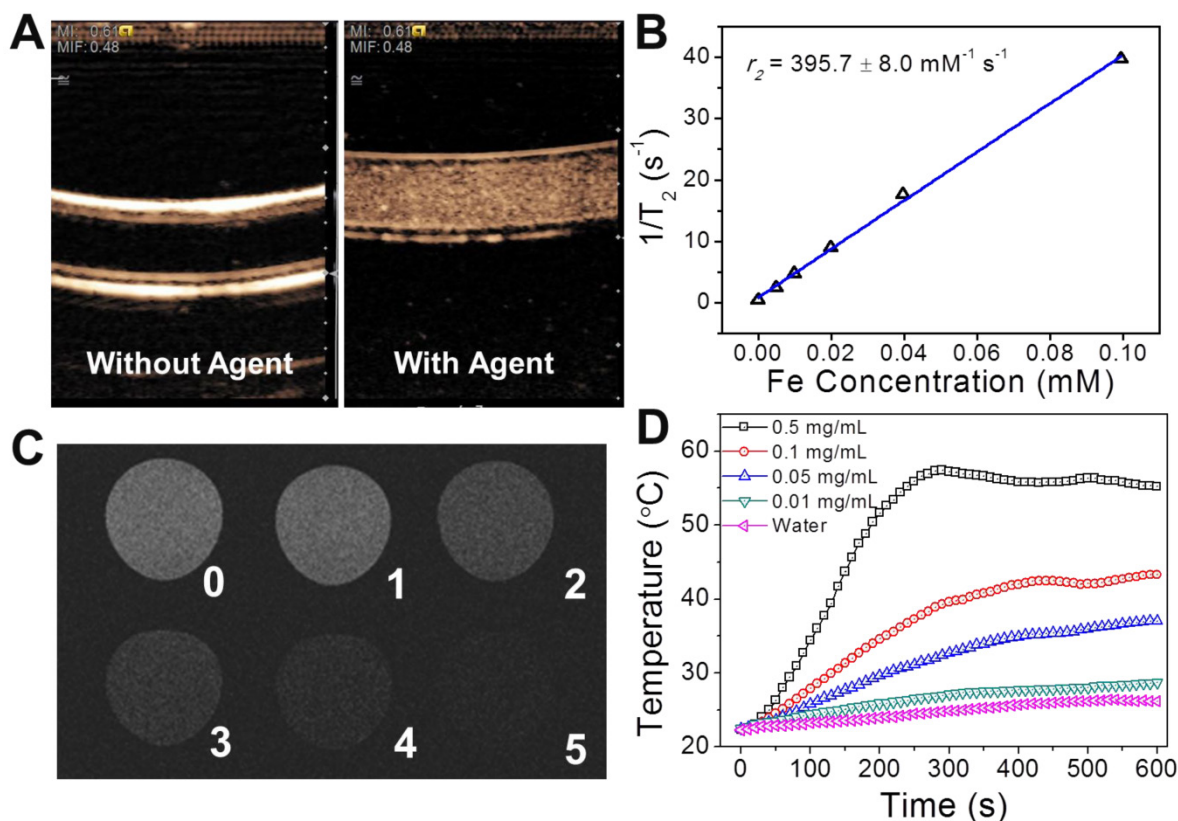 A
MI: 0.61
MIF: 0.48
Without Agent
MI: 0.61
MIF: 0.48
With Agent
B
r2 = 395.7 ± 8.0 mM-1 s-1
1/T2 (s-1)
40
30
20
10
0
0.00 0.02 0.04 0.06 0.08 0.10
Fe Concentration (mM)
C
0
1
2
3
4
5
D
0.5 mg/mL
0.1 mg/mL
0.05 mg/mL
0.01 mg/mL
Water
Temperature (°C)
60
50
40
30
20
0 100 200 300 400 500 600
Time (s)